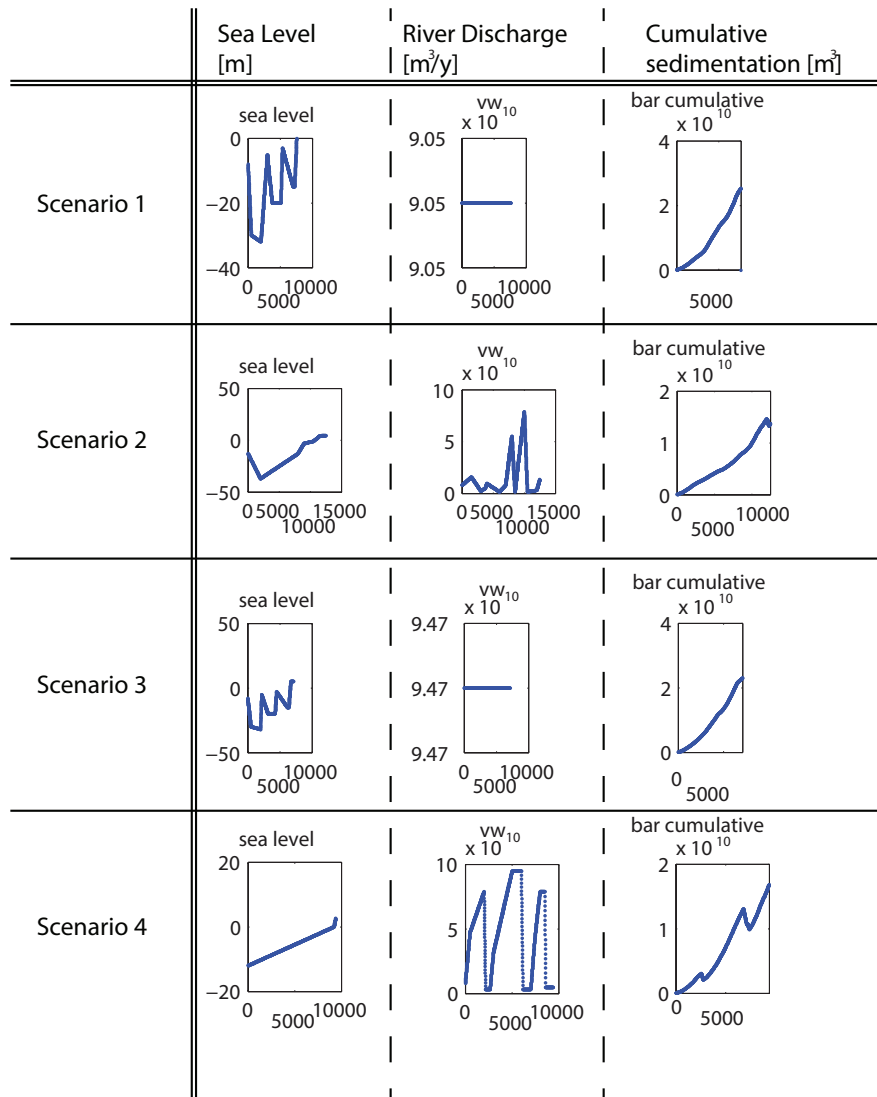 Sea Level
[m]
River Discharge
[m³/y]
Cumulative
sedimentation [m³]
Scenario 1
sea level
0
−20
−40
0 10000
5000
vw
x 10^10
9.05
9.05
9.05
0 10000
5000
bar cumulative
x 10^10
4
2
0
5000
Scenario 2
sea level
50
0
−50
0 5000 15000
10000
vw
x 10^10
10
5
0
5000 15000
10000
bar cumulative
x 10^10
2
1
0
0 10000
5000
Scenario 3
sea level
50
0
−50
0 10000
5000
vw
x 10^10
9.47
9.47
9.47
0 10000
5000
bar cumulative
x 10^10
4
2
0
0
5000
Scenario 4
sea level
20
0
−20
0 10000
5000
vw
x 10^10
10
5
0
0 10000
5000
bar cumulative
x 10^10
2
1
0
0
5000